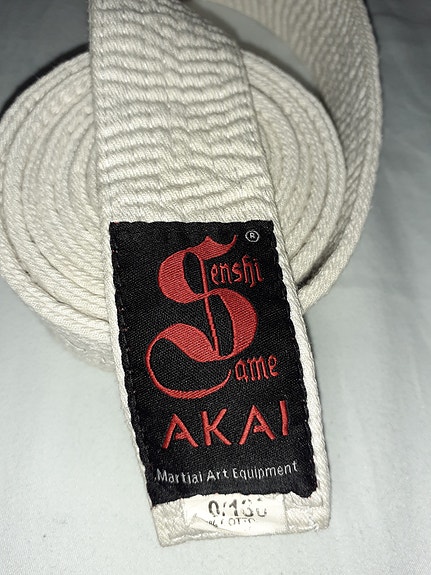 Senshi ®
Same
AKAI
Martial Art Equipment